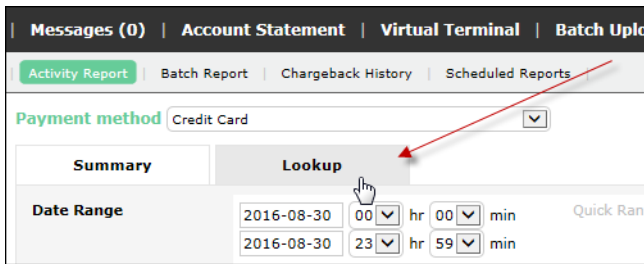 | Messages (0) | Account Statement | Virtual Terminal | Batch Uplo
Activity Report | Batch Report | Chargeback History | Scheduled Reports |
Payment method Credit Card
Summary Lookup
Date Range 2016-08-30 00 hr 00 min Quick Ran
2016-08-30 23 hr 59 min